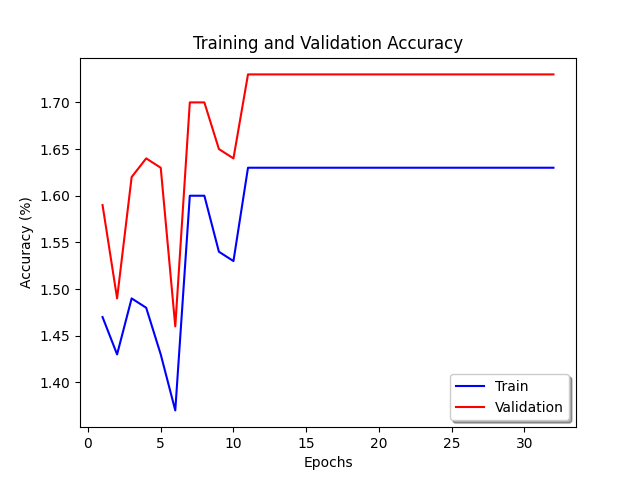 Training and Validation Accuracy
Accuracy (%)
1.70
1.65
1.60
1.55
1.50
1.45
1.40
Train
Validation
0 5 10 15 20 25 30
Epochs